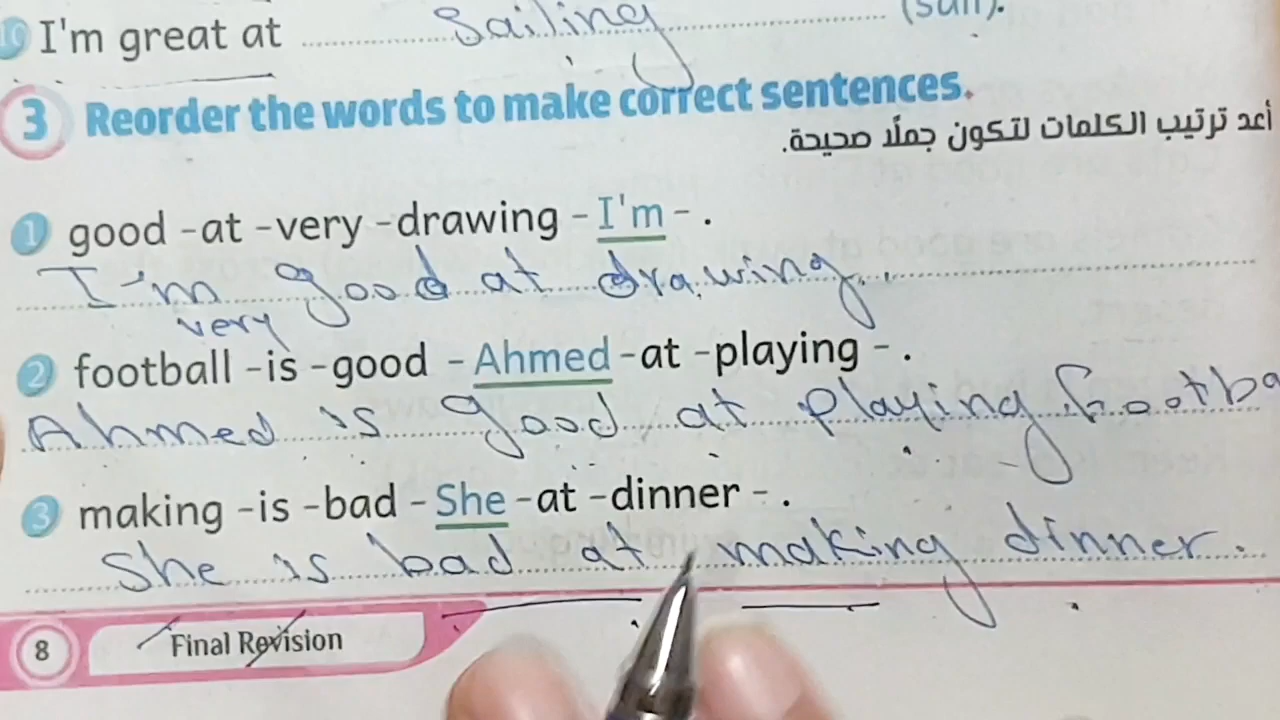 10 I'm great at Sailing (sail).
3 Reorder the words to make correct sentences.
أعد ترتيب الكلمات لتكون جملًا صحيحة.
1 good -at -very -drawing - I'm - .
I'm good at drawing.
very
2 football -is -good - Ahmed -at -playing - .
Ahmed is good at playing footba
3 making -is -bad - She -at -dinner - .
She is bad at making dinner.
8 Final Revision